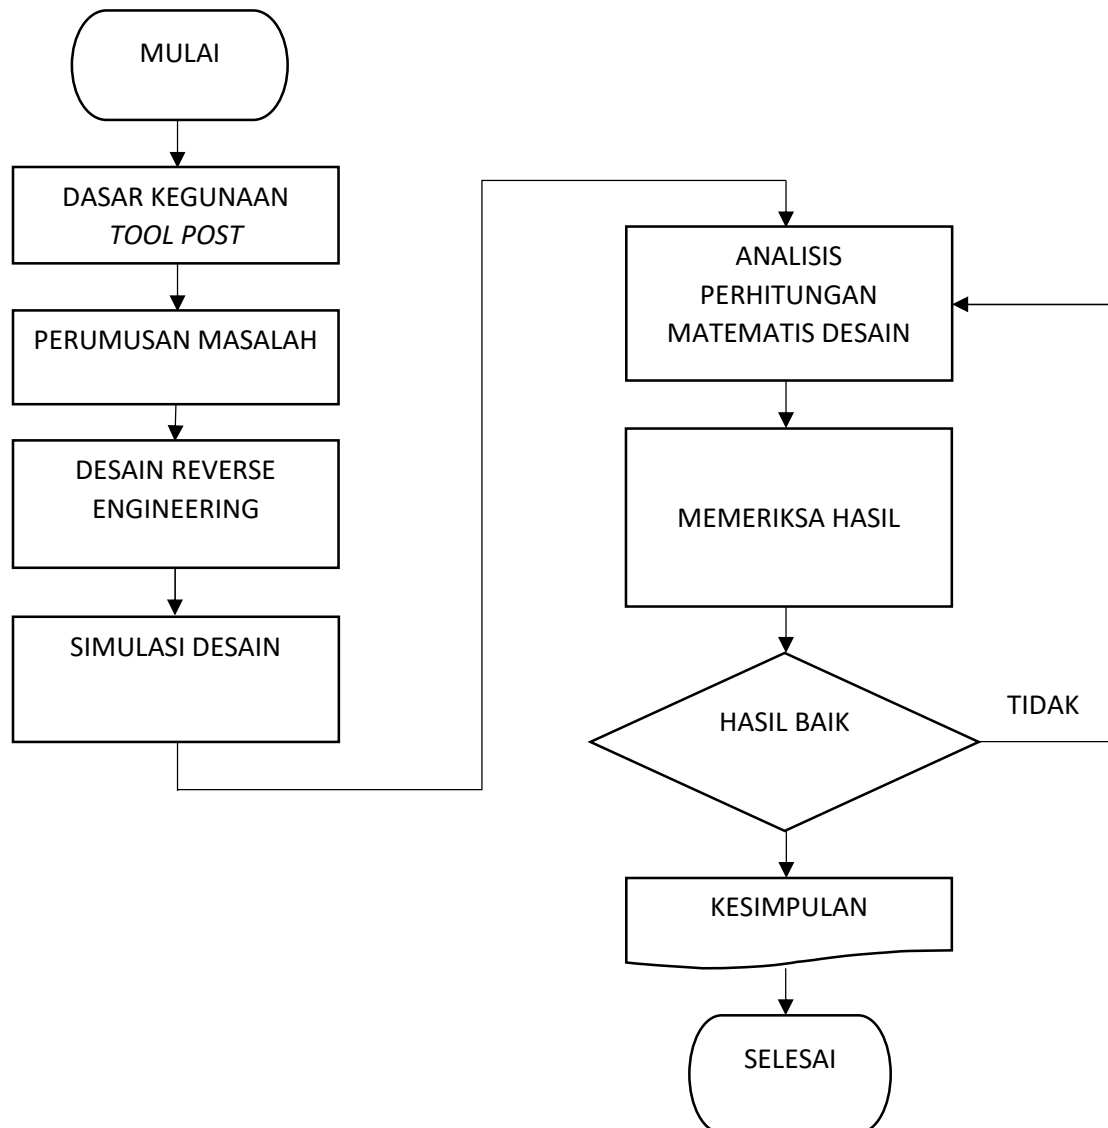 MULAI
DASAR KEGUNAAN
TOOL POST
PERUMUSAN MASALAH
DESAIN REVERSE
ENGINEERING
SIMULASI DESAIN
ANALISIS
PERHITUNGAN
MATEMATIS DESAIN
MEMERIKSA HASIL
HASIL BAIK
TIDAK
KESIMPULAN
SELESAI